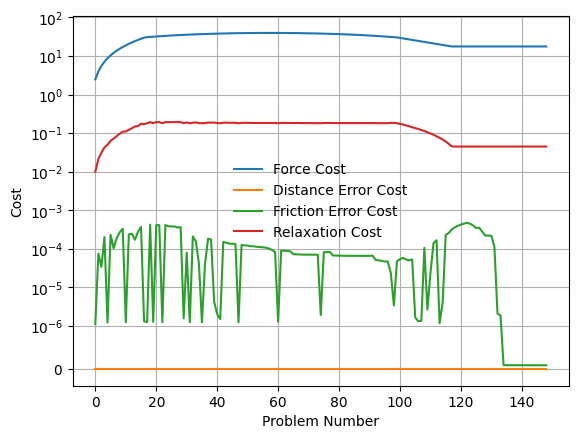 10²
10¹
10⁰
10⁻¹
10⁻²
10⁻³
10⁻⁴
10⁻⁵
10⁻⁶
0
Cost
Force Cost
Distance Error Cost
Friction Error Cost
Relaxation Cost
0 20 40 60 80 100 120 140
Problem Number